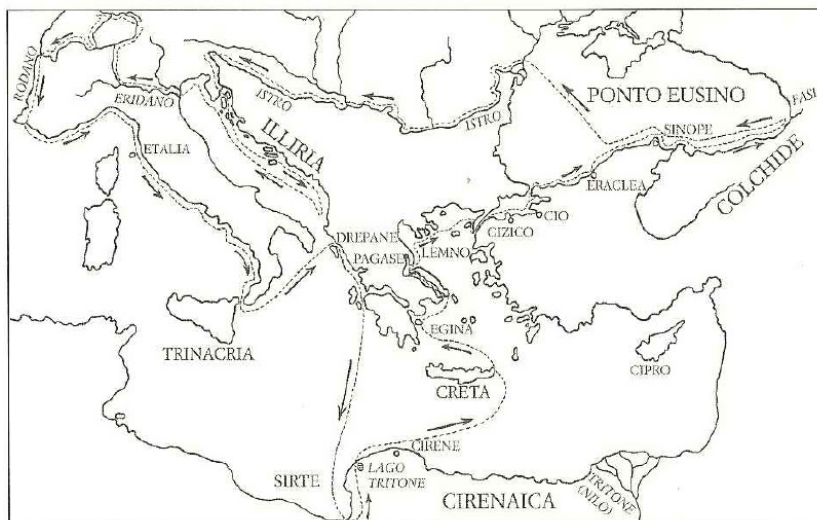 RODANO
ERIDANO
ISTRO
ISTRO
PONTO EUSINO
FASI
SINOPE
COLCHIDE
ERACLEA
ILLIRIA
ETALIA
DREPANE
PAGASE
LEMNO
CIZICO
CIO
EGINA
TRINACRIA
CRETA
CIPRO
CIRENE
SIRTE
LAGO
TRITONE
CIRENAICA
TRITONE
(NILO)